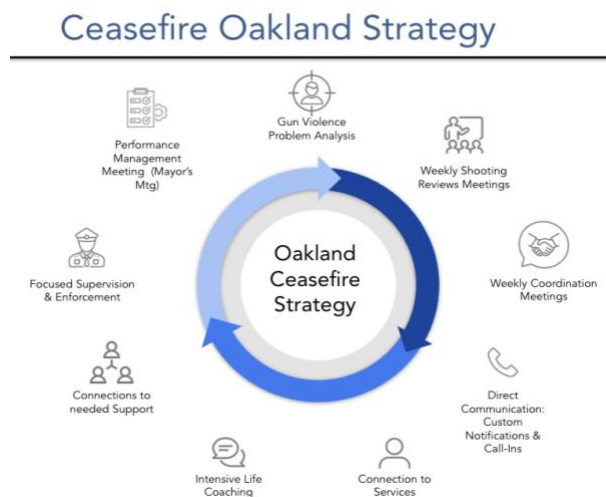 Ceasefire Oakland Strategy
Gun Violence
Problem Analysis
Weekly Shooting
Reviews Meetings
Weekly Coordination
Meetings
Direct
Communication:
Custom
Notifications &
Call-Ins
Connection to
Services
Intensive Life
Coaching
Connections to
needed Support
Focused Supervision
& Enforcement
Performance
Management
Meeting (Mayor's
Mtg)
Oakland
Ceasefire
Strategy